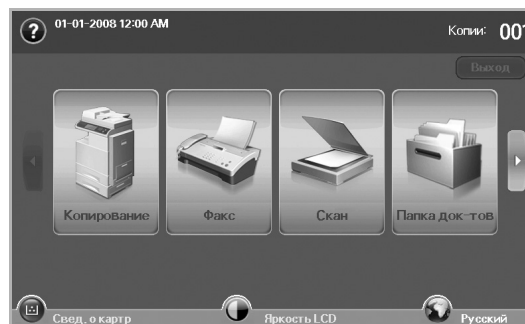 01-01-2008 12:00 AM
Копии: 001
Выход
Копирование Факс Скан Папка док-тов
Свед. о картр Яркость LCD Русский